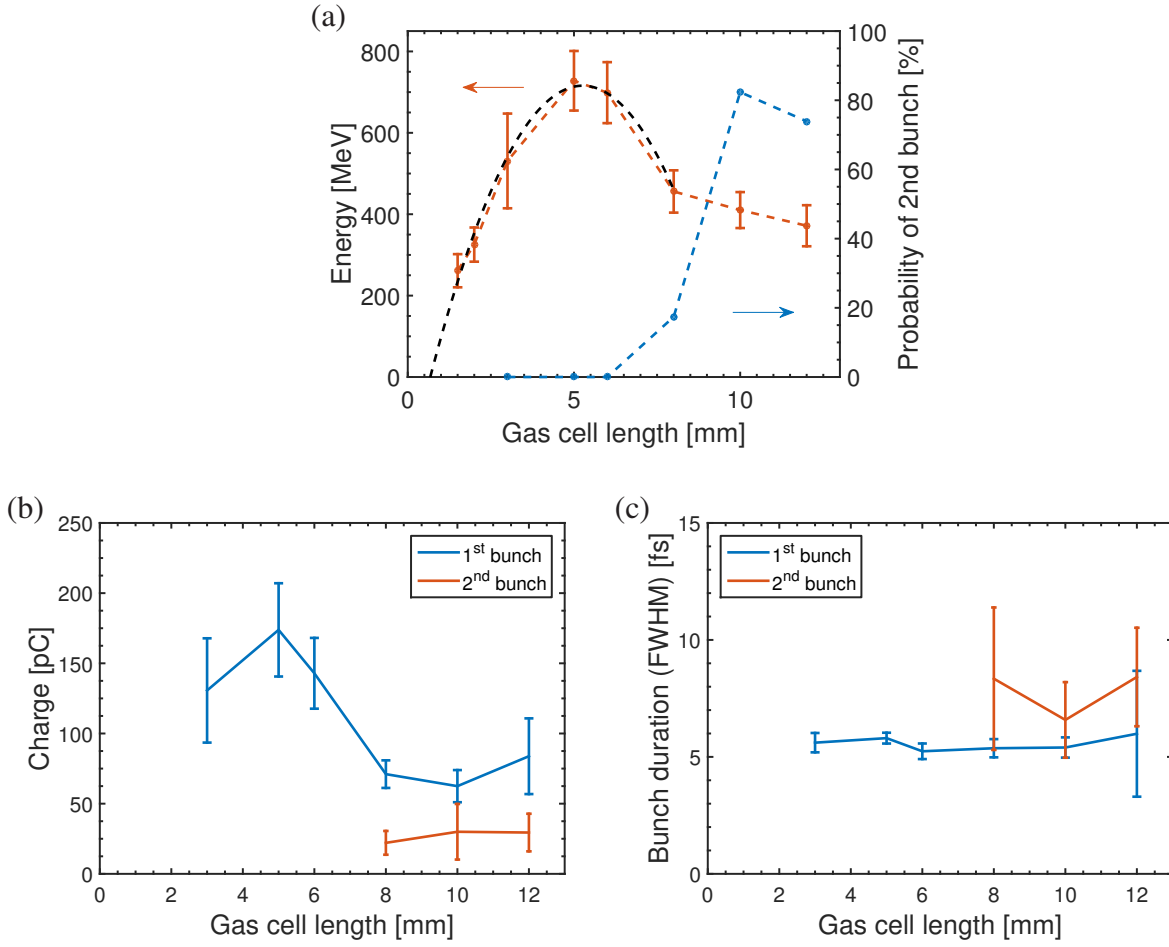 (a)
800
600
400
200
0
Energy [MeV]
100
80
60
40
20
0
Probability of 2nd bunch [%]
0 5 10
Gas cell length [mm]
(b)
250
200
150
100
50
0
Charge [pC]
1st bunch
2nd bunch
0 2 4 6 8 10 12
Gas cell length [mm]
(c)
15
10
5
0
Bunch duration (FWHM) [fs]
1st bunch
2nd bunch
0 2 4 6 8 10 12
Gas cell length [mm]